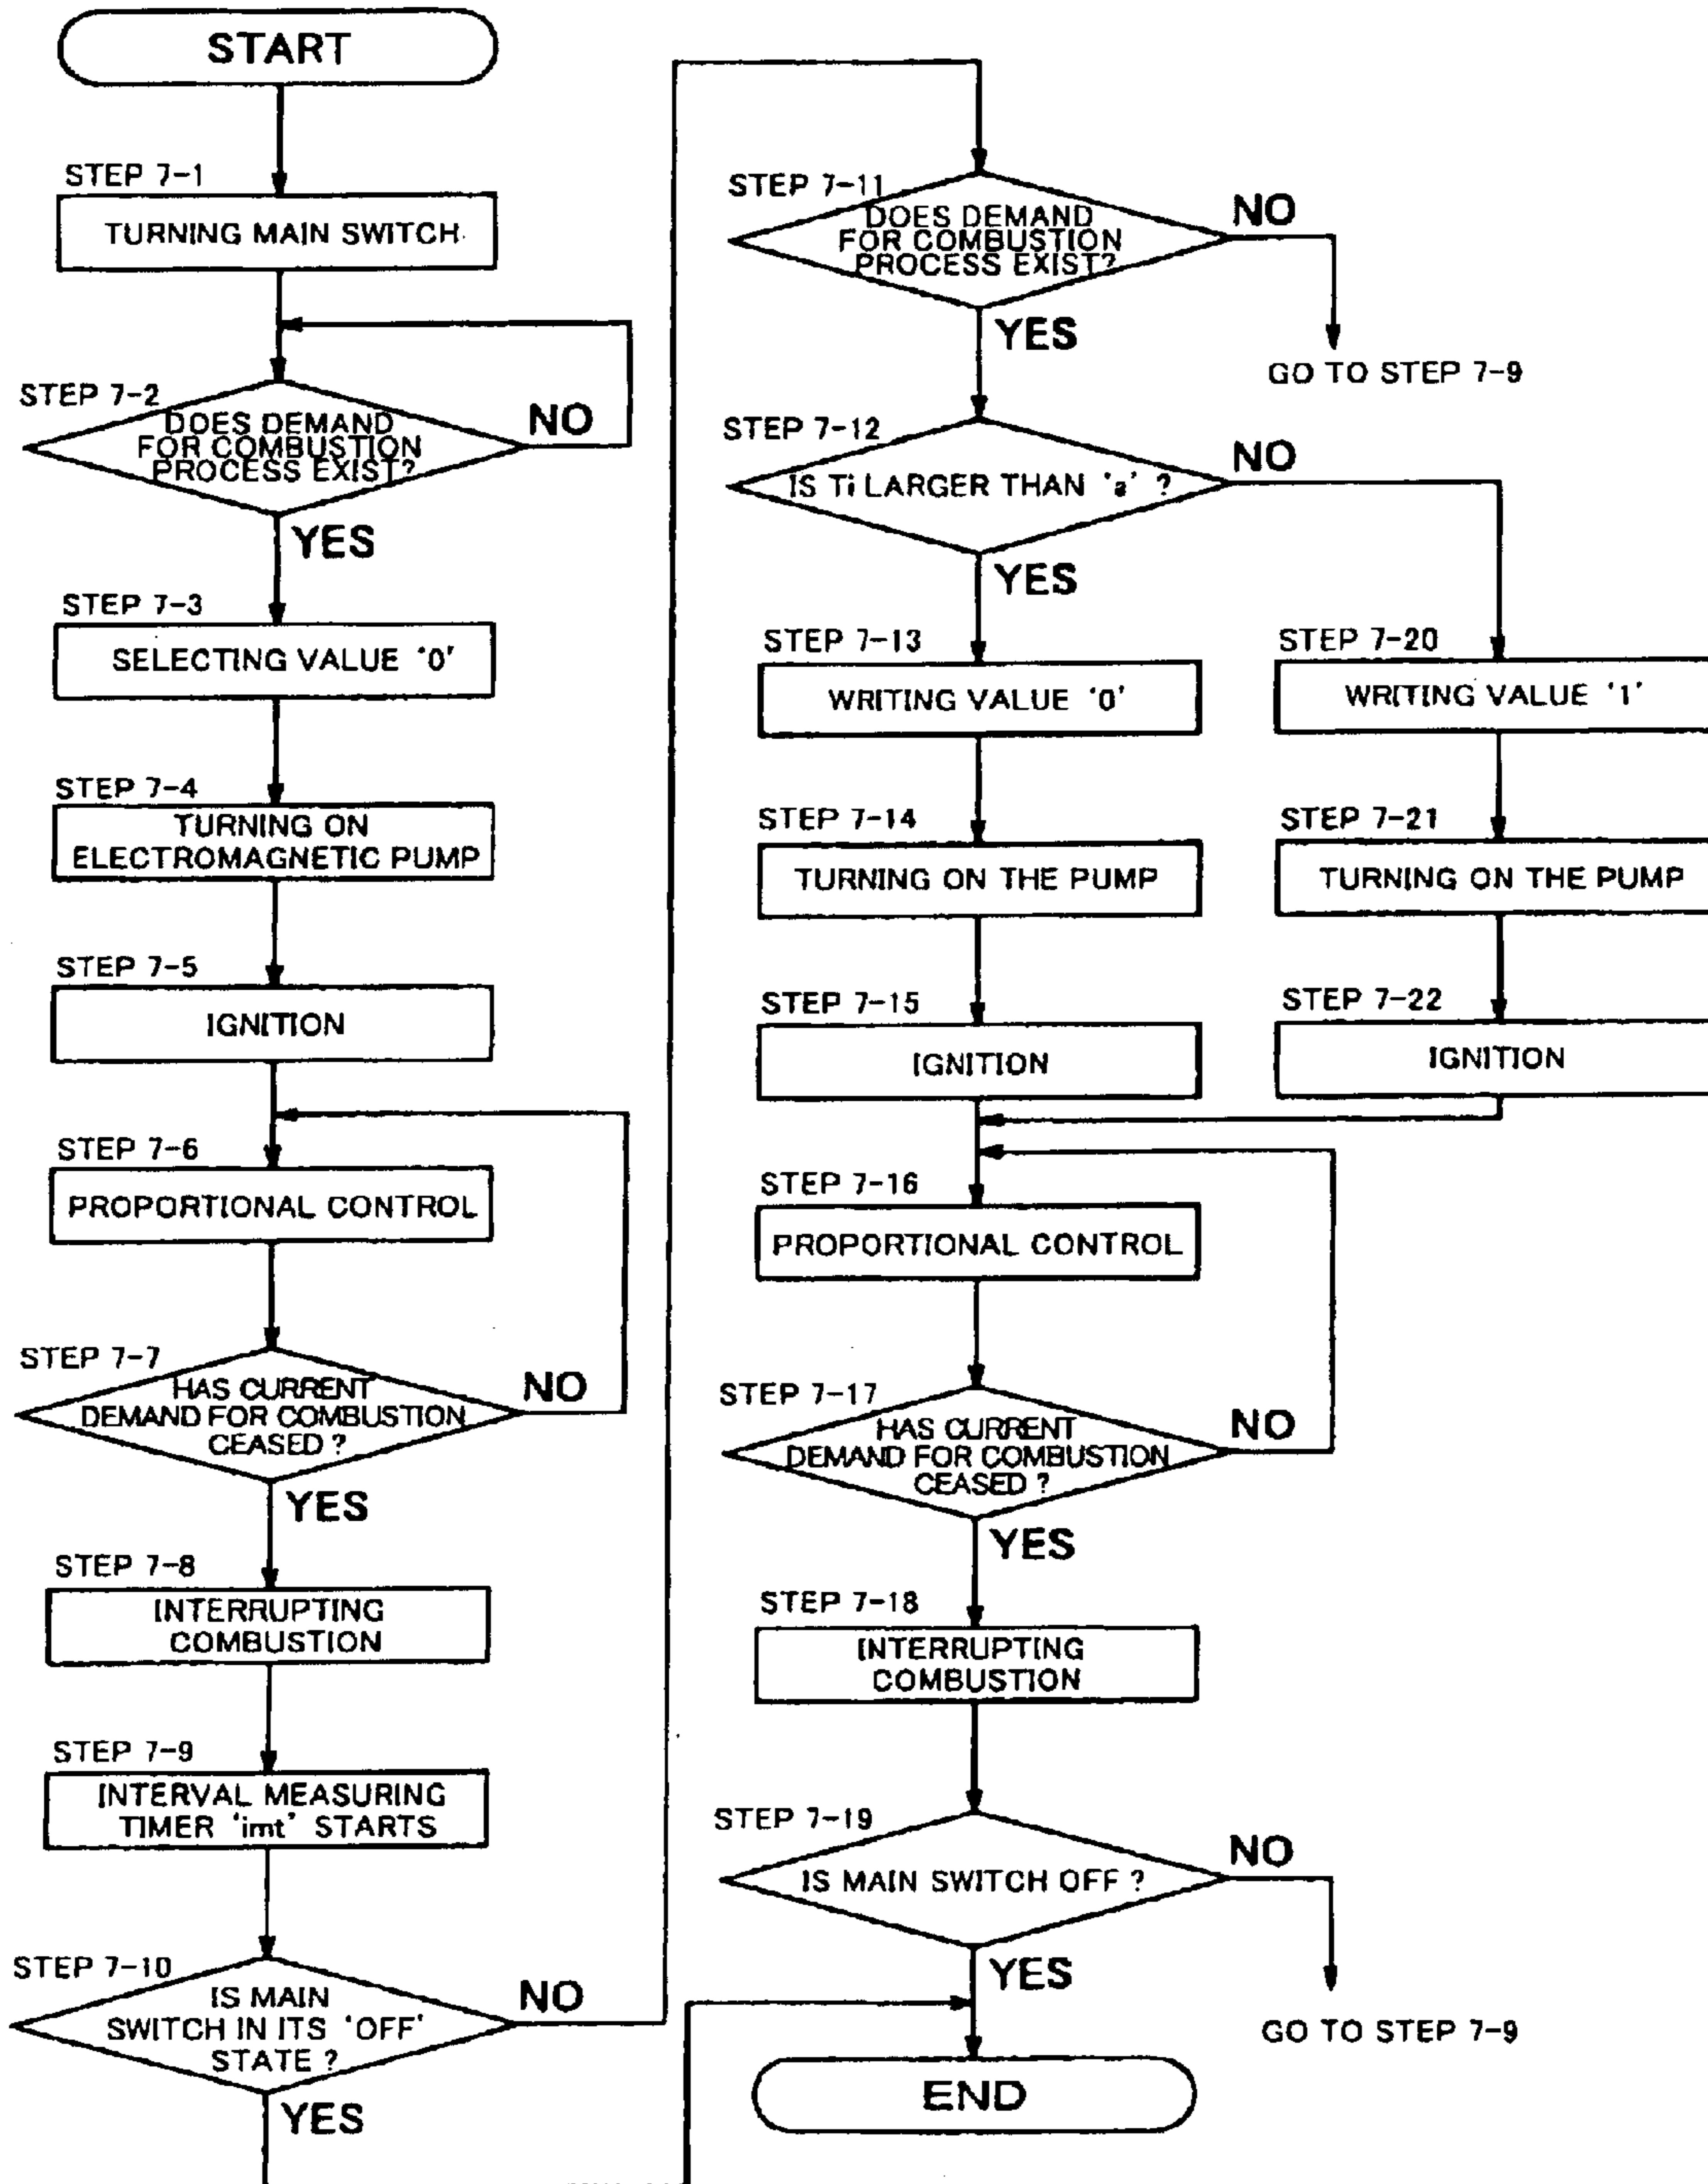 START
STEP 7-1
TURNING MAIN SWITCH
STEP 7-2
DOES DEMAND
FOR COMBUSTION
PROCESS EXIST?
NO
YES
STEP 7-3
SELECTING VALUE '0'
STEP 7-4
TURNING ON
ELECTROMAGNETIC PUMP
STEP 7-5
IGNITION
STEP 7-6
PROPORTIONAL CONTROL
STEP 7-7
HAS CURRENT
DEMAND FOR COMBUSTION
CEASED ?
NO
YES
STEP 7-8
INTERRUPTING
COMBUSTION
STEP 7-9
INTERVAL MEASURING
TIMER 'imt' STARTS
STEP 7-10
IS MAIN
SWITCH IN ITS 'OFF'
STATE ?
NO
YES
STEP 7-11
DOES DEMAND
FOR COMBUSTION
PROCESS EXIST?
NO
GO TO STEP 7-9
YES
STEP 7-12
IS Ti LARGER THAN 'a' ?
NO
YES
STEP 7-13
WRITING VALUE '0'
STEP 7-14
TURNING ON THE PUMP
STEP 7-15
IGNITION
STEP 7-20
WRITING VALUE '1'
STEP 7-21
TURNING ON THE PUMP
STEP 7-22
IGNITION
STEP 7-16
PROPORTIONAL CONTROL
STEP 7-17
HAS CURRENT
DEMAND FOR COMBUSTION
CEASED ?
NO
YES
STEP 7-18
INTERRUPTING
COMBUSTION
STEP 7-19
IS MAIN SWITCH OFF ?
NO
GO TO STEP 7-9
YES
END